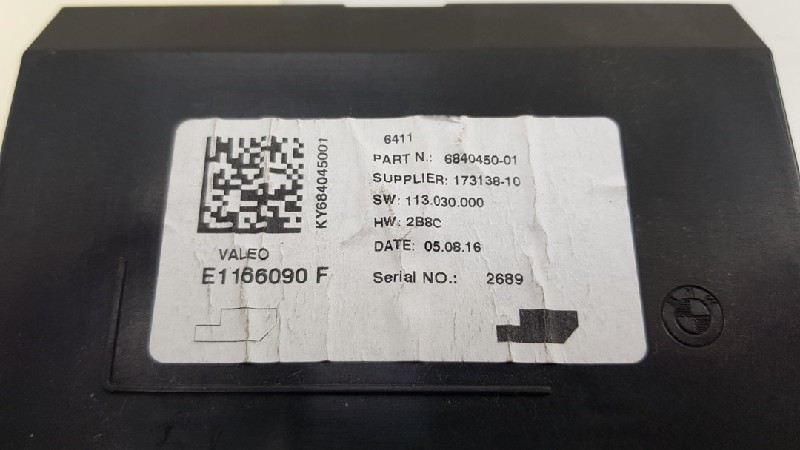 6411
PART N.: 6840450-01
SUPPLIER: 173138-10
SW: 113.030.000
HW: 2B8C
DATE: 05.08.16
Serial NO.: 2689
KY684045001
VALEO
E1166090 F
BMW